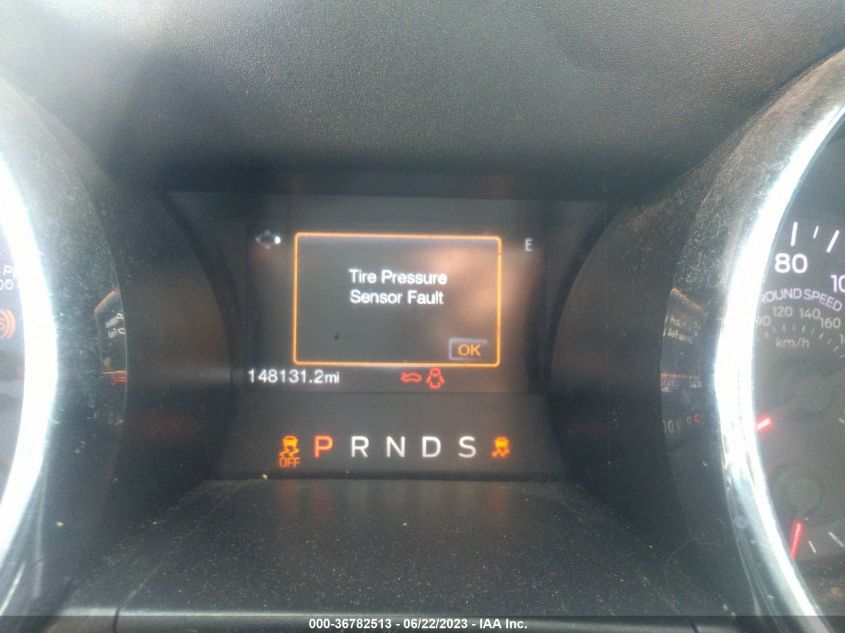 Tire Pressure
Sensor Fault
OK
E
148131.2mi
OFF P R N D S
80
GROUND SPEED
120 140 160
km/h
000-36782513 - 06/22/2023 - IAA Inc.